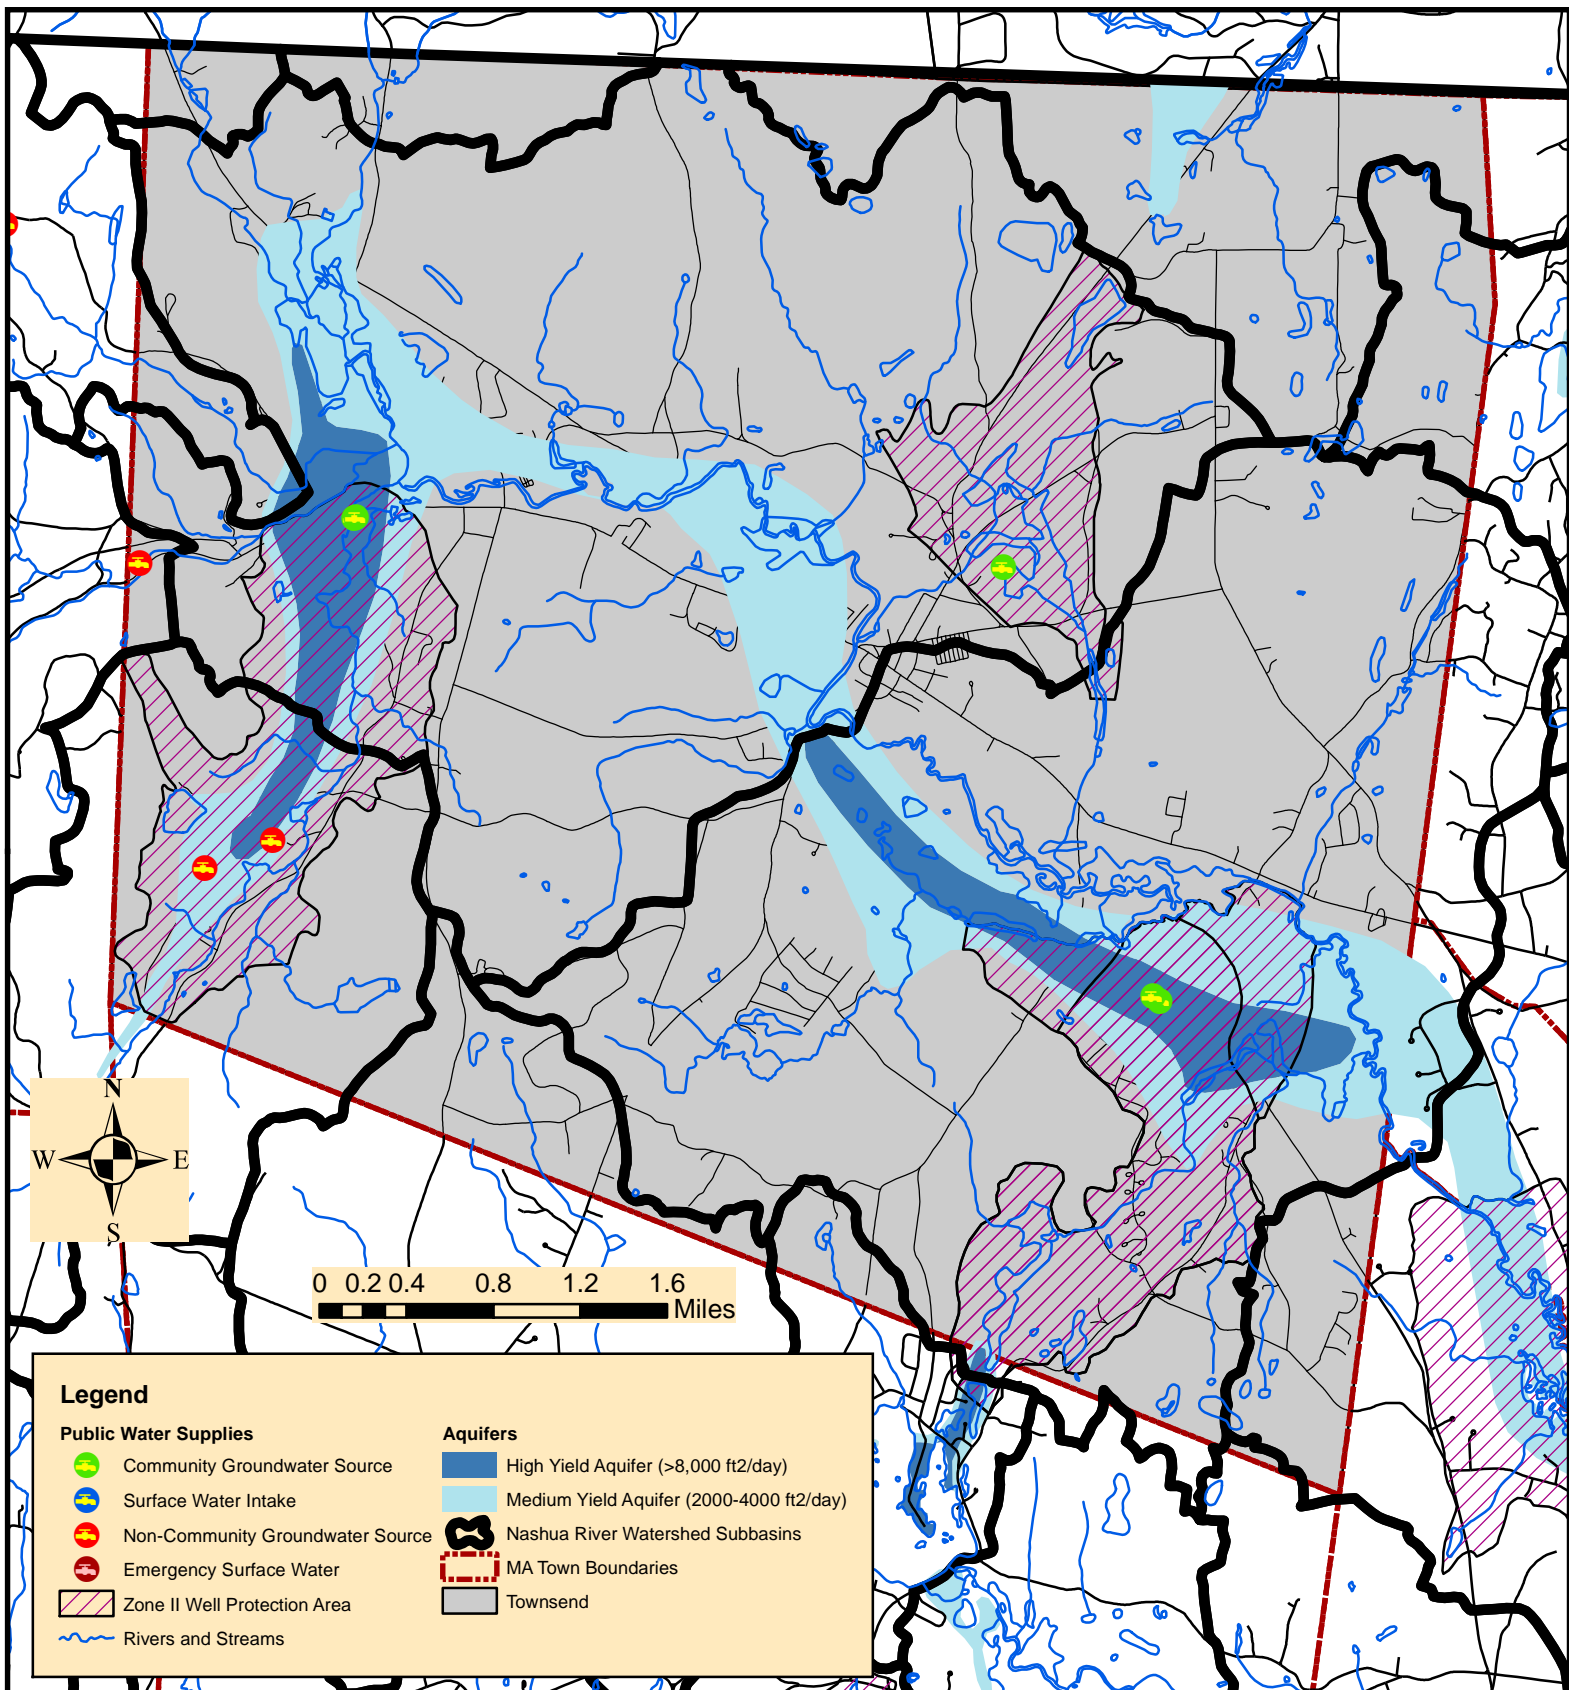 N
W E
S
0 0.2 0.4 0.8 1.2 1.6
Miles
Legend
Public Water Supplies
Community Groundwater Source
Surface Water Intake
Non-Community Groundwater Source
Emergency Surface Water
Zone II Well Protection Area
Rivers and Streams
Aquifers
High Yield Aquifer (>8,000 ft2/day)
Medium Yield Aquifer (2000-4000 ft2/day)
Nashua River Watershed Subbasins
MA Town Boundaries
Townsend